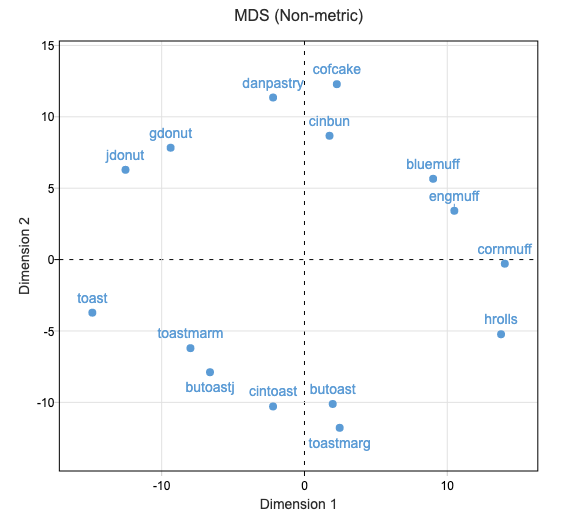 MDS (Non-metric)
15
cofcake
danpastry
10
cinbun
gdonut
jdonut
bluemuff
5
engmuff
cornmuff
0
Dimension 2
toast
hrolls
-5
toastmarm
butoastj
cintoast
butoast
-10
toastmarg
-10
0
10
Dimension 1